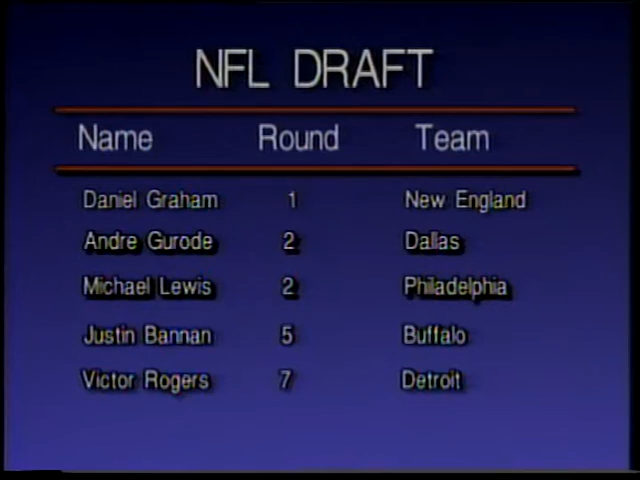 NFL DRAFT
Name Round Team
Daniel Graham 1 New England
Andre Gurode 2 Dallas
Michael Lewis 2 Philadelphia
Justin Bannan 5 Buffalo
Victor Rogers 7 Detroit